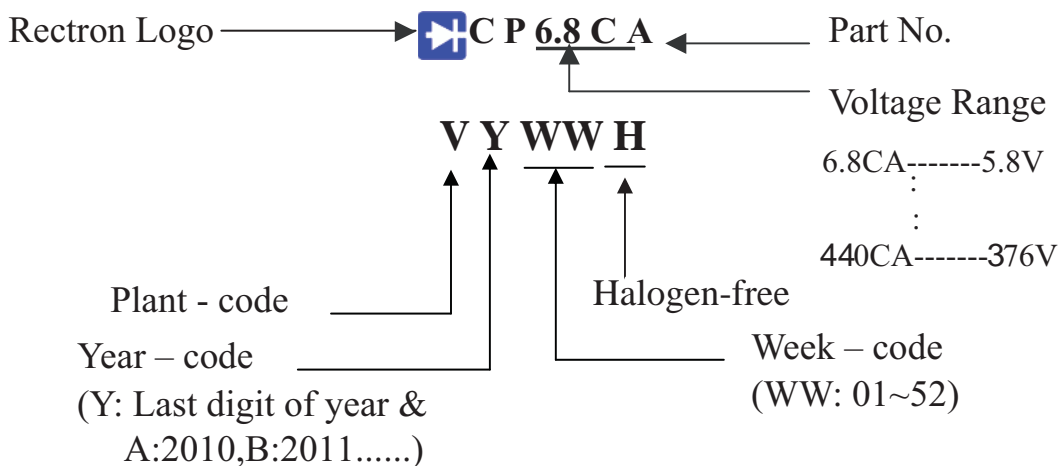 Rectron Logo
C P 6.8 C A
Part No.
Voltage Range
V Y WW H
6.8CA-------5.8V
:
:
440CA-------376V
Plant - code
Halogen-free
Year – code
(Y: Last digit of year &
A:2010,B:2011......)
Week – code
(WW: 01~52)